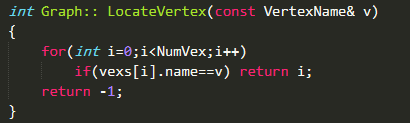 int Graph:: LocateVertex(const VertexName& v)
{
    for(int i=0;i<NumVex;i++)
        if(vexs[i].name==v) return i;
    return -1;
}